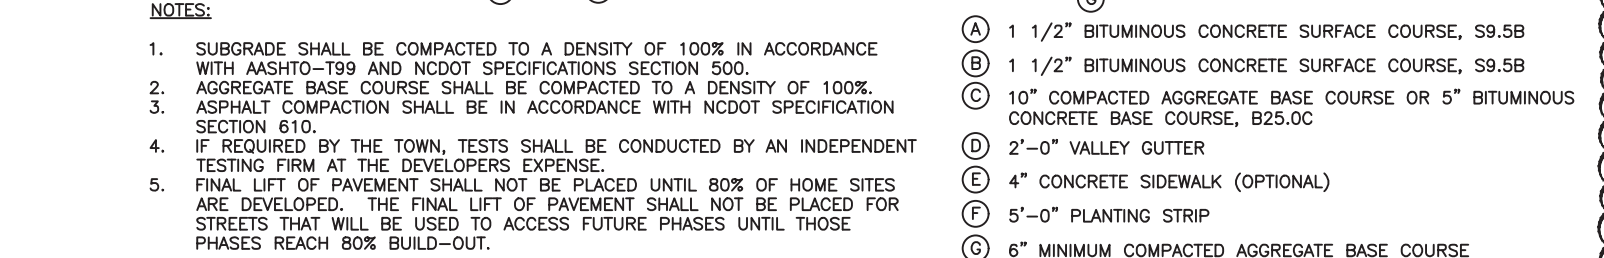 NOTES:
1. SUBGRADE SHALL BE COMPACTED TO A DENSITY OF 100% IN ACCORDANCE
WITH AASHTO-T99 AND NCDOT SPECIFICATIONS SECTION 500.
2. AGGREGATE BASE COURSE SHALL BE COMPACTED TO A DENSITY OF 100%.
3. ASPHALT COMPACTION SHALL BE IN ACCORDANCE WITH NCDOT SPECIFICATION
SECTION 610.
4. IF REQUIRED BY THE TOWN, TESTS SHALL BE CONDUCTED BY AN INDEPENDENT
TESTING FIRM AT THE DEVELOPERS EXPENSE.
5. FINAL LIFT OF PAVEMENT SHALL NOT BE PLACED UNTIL 80% OF HOME SITES
ARE DEVELOPED. THE FINAL LIFT OF PAVEMENT SHALL NOT BE PLACED FOR
STREETS THAT WILL BE USED TO ACCESS FUTURE PHASES UNTIL THOSE
PHASES REACH 80% BUILD-OUT.
G
A 1 1/2" BITUMINOUS CONCRETE SURFACE COURSE, S9.5B
B 1 1/2" BITUMINOUS CONCRETE SURFACE COURSE, S9.5B
C 10" COMPACTED AGGREGATE BASE COURSE OR 5" BITUMINOUS
CONCRETE BASE COURSE, B25.0C
D 2'-0" VALLEY GUTTER
E 4" CONCRETE SIDEWALK (OPTIONAL)
F 5'-0" PLANTING STRIP
G 6" MINIMUM COMPACTED AGGREGATE BASE COURSE